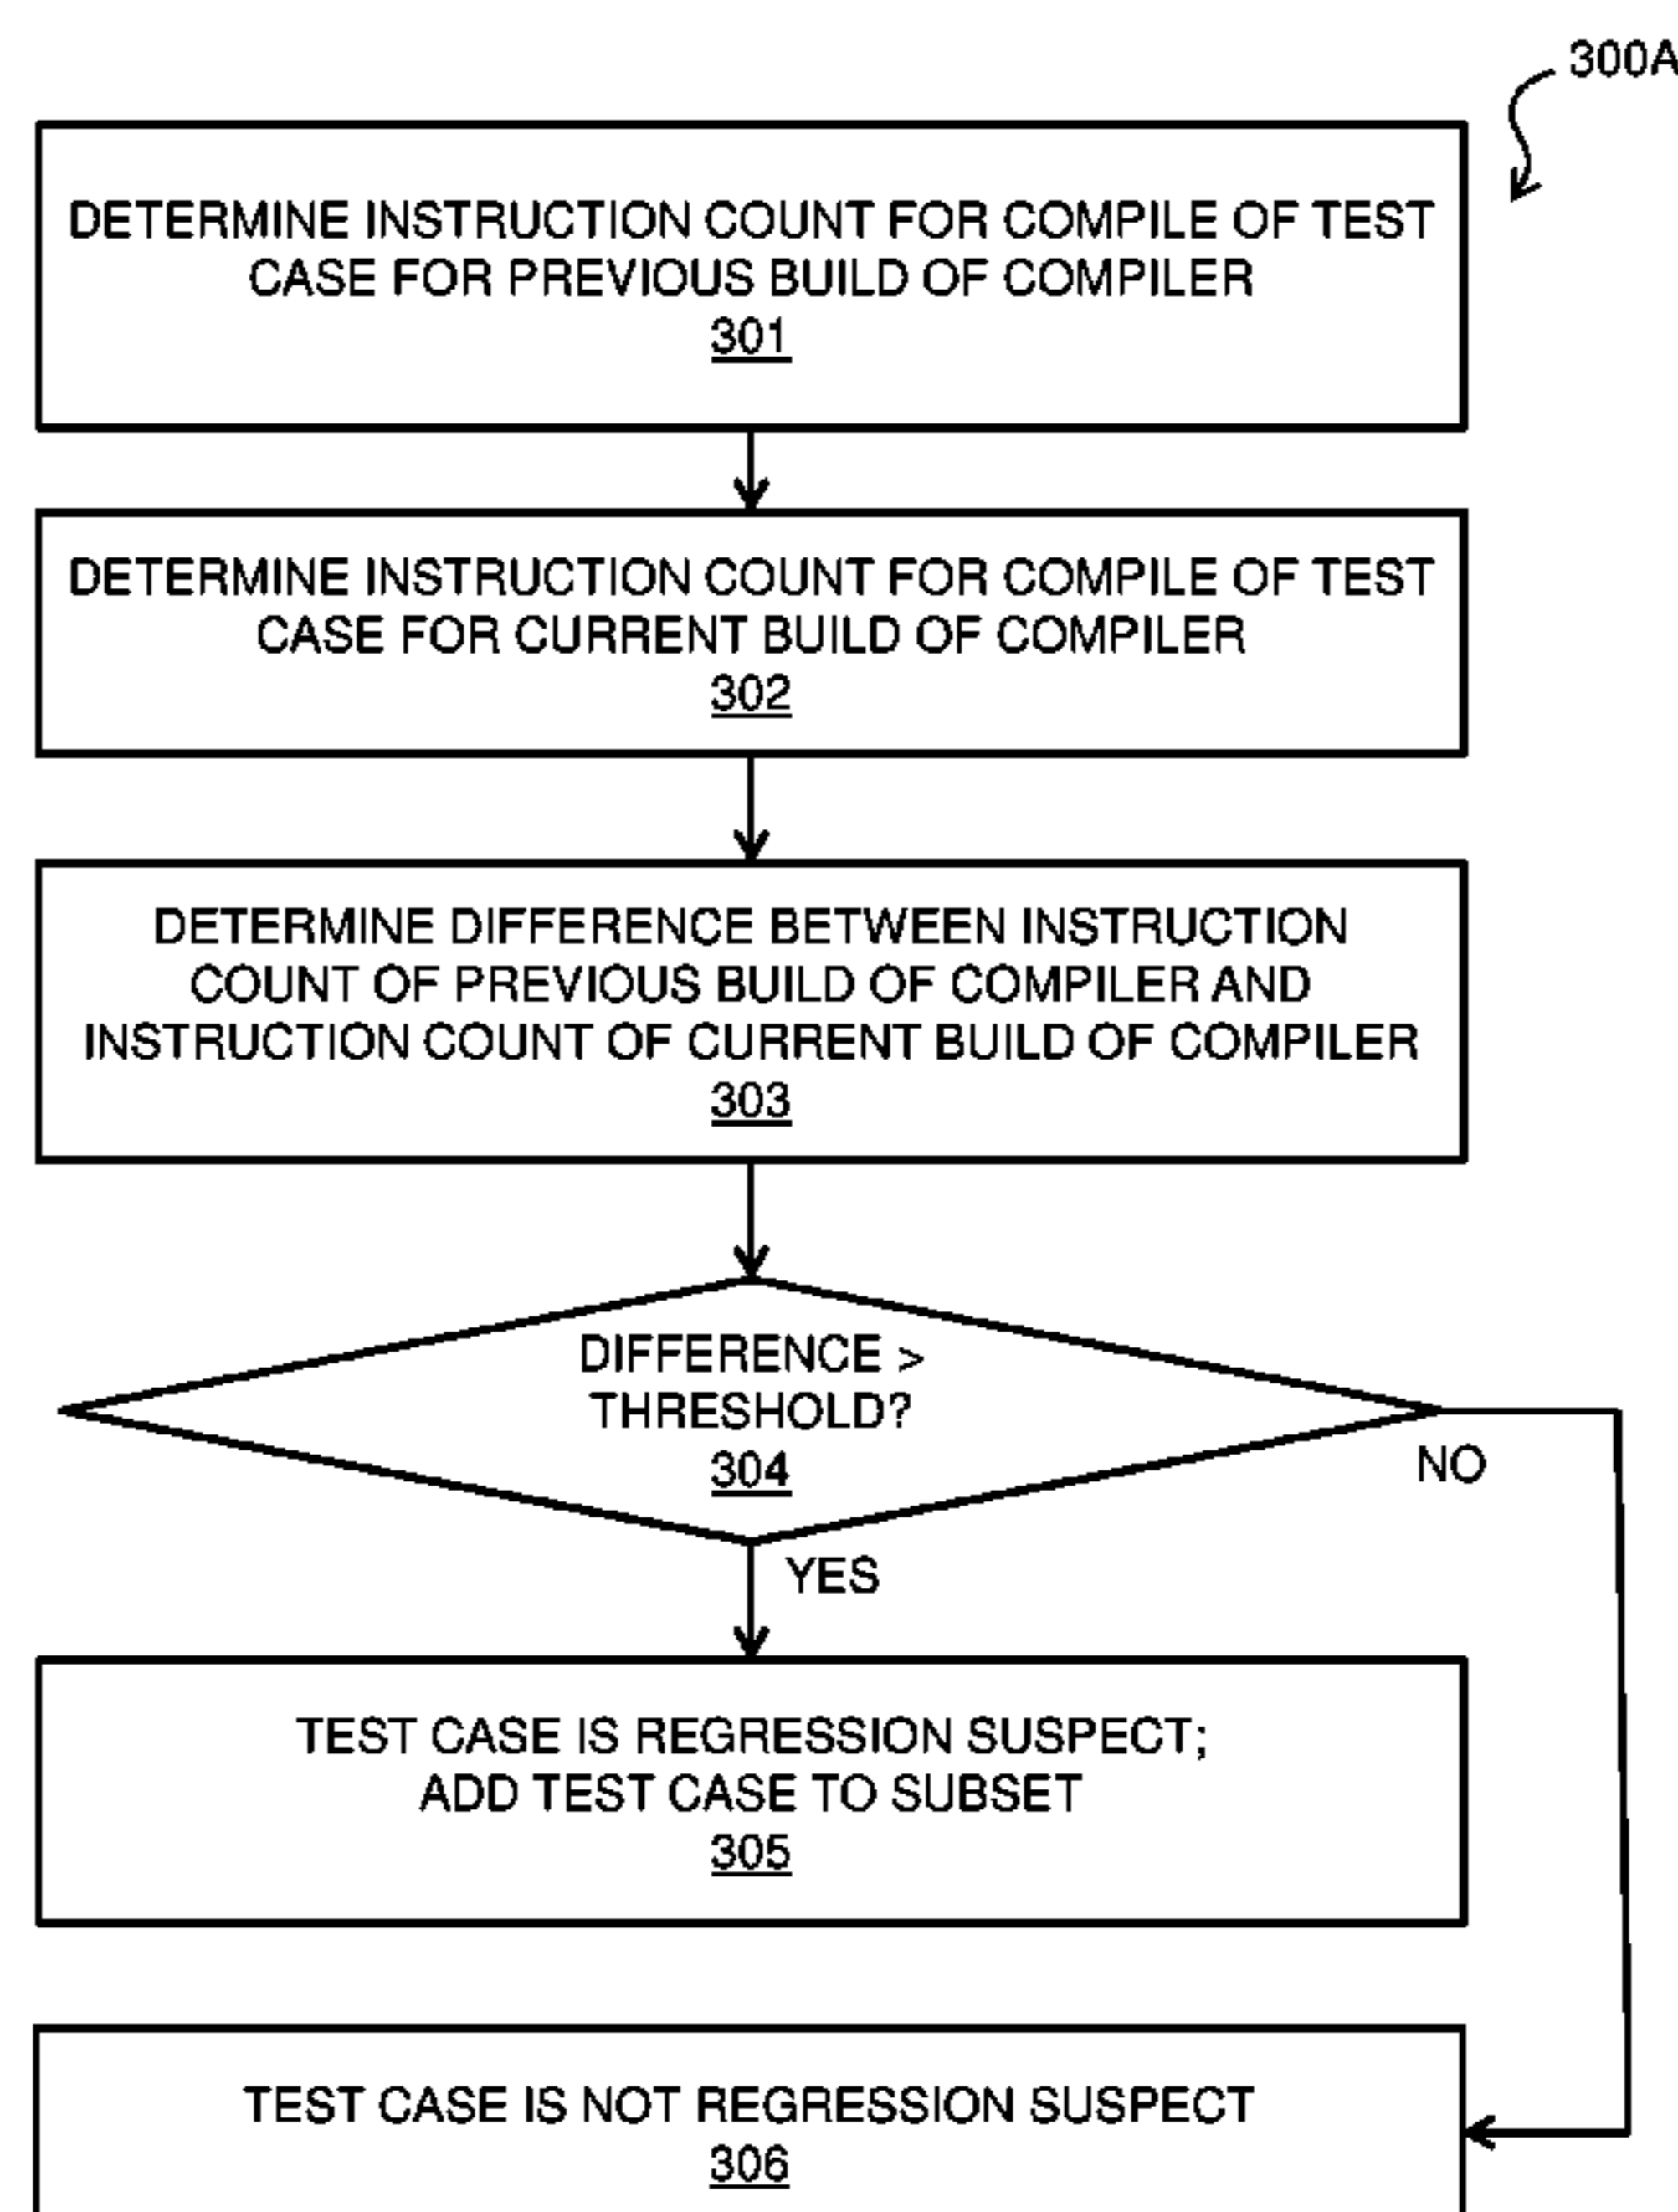 300A
DETERMINE INSTRUCTION COUNT FOR COMPILE OF TEST
CASE FOR PREVIOUS BUILD OF COMPILER
301
DETERMINE INSTRUCTION COUNT FOR COMPILE OF TEST
CASE FOR CURRENT BUILD OF COMPILER
302
DETERMINE DIFFERENCE BETWEEN INSTRUCTION
COUNT OF PREVIOUS BUILD OF COMPILER AND
INSTRUCTION COUNT OF CURRENT BUILD OF COMPILER
303
DIFFERENCE >
THRESHOLD?
304
NO
YES
TEST CASE IS REGRESSION SUSPECT;
ADD TEST CASE TO SUBSET
305
TEST CASE IS NOT REGRESSION SUSPECT
306